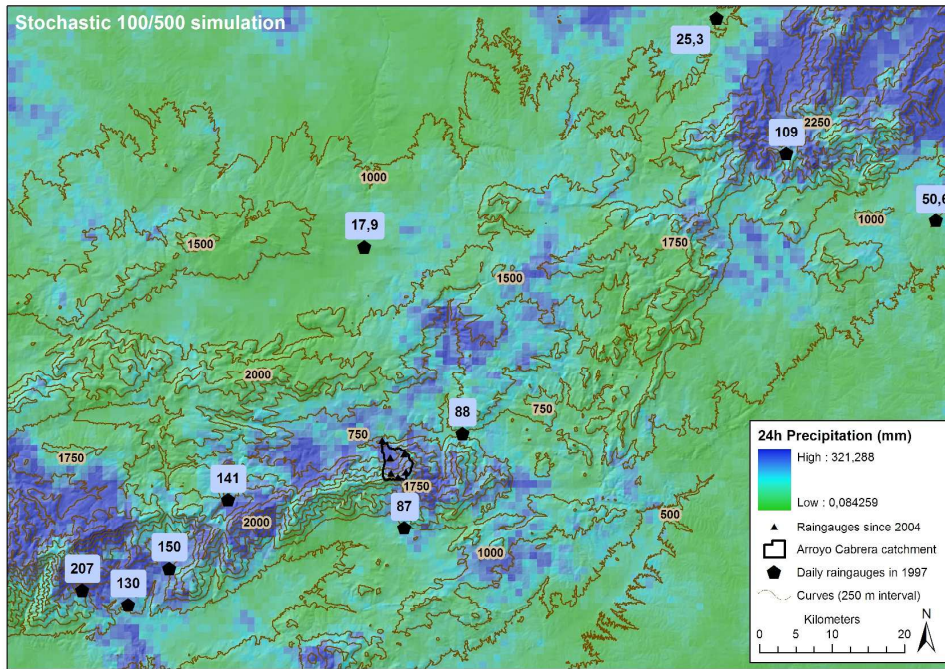 Stochastic 100/500 simulation
25,3
2250
109
1000
17,9
1000
50,6
1500
1750
1500
2000
750
88
750
1750
141
1750
2000
87
500
150
1000
207
130
24h Precipitation (mm)
High : 321,288
Low : 0,084259
Raingauges since 2004
Arroyo Cabrera catchment
Daily raingauges in 1997
Curves (250 m interval)
Kilometers
N
0 5 10 20